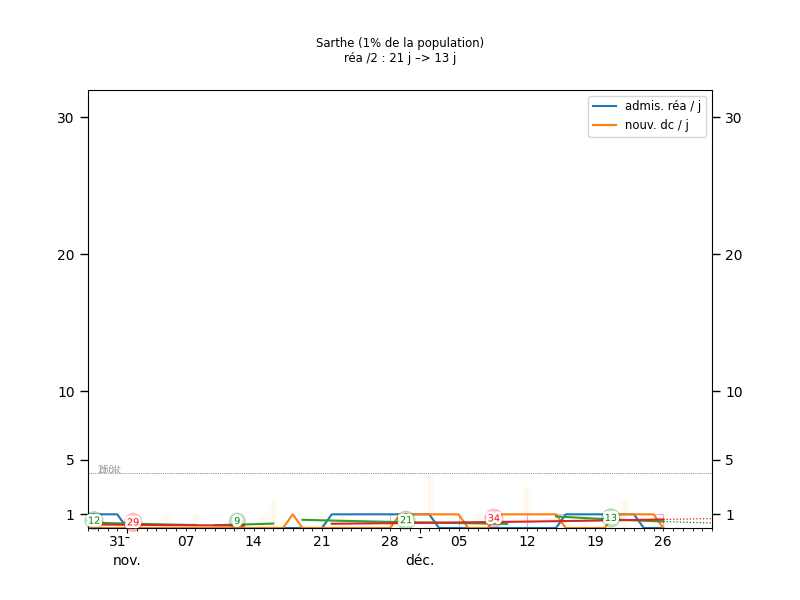 Sarthe (1% de la population)
réa /2 : 21 j –> 13 j
admis. réa / j
nouv. dc / j
30 30
20 20
10 10
5 5
1 1
12 29 9 21 34 13
31 07 14 21 28 05 12 19 26
nov. déc.